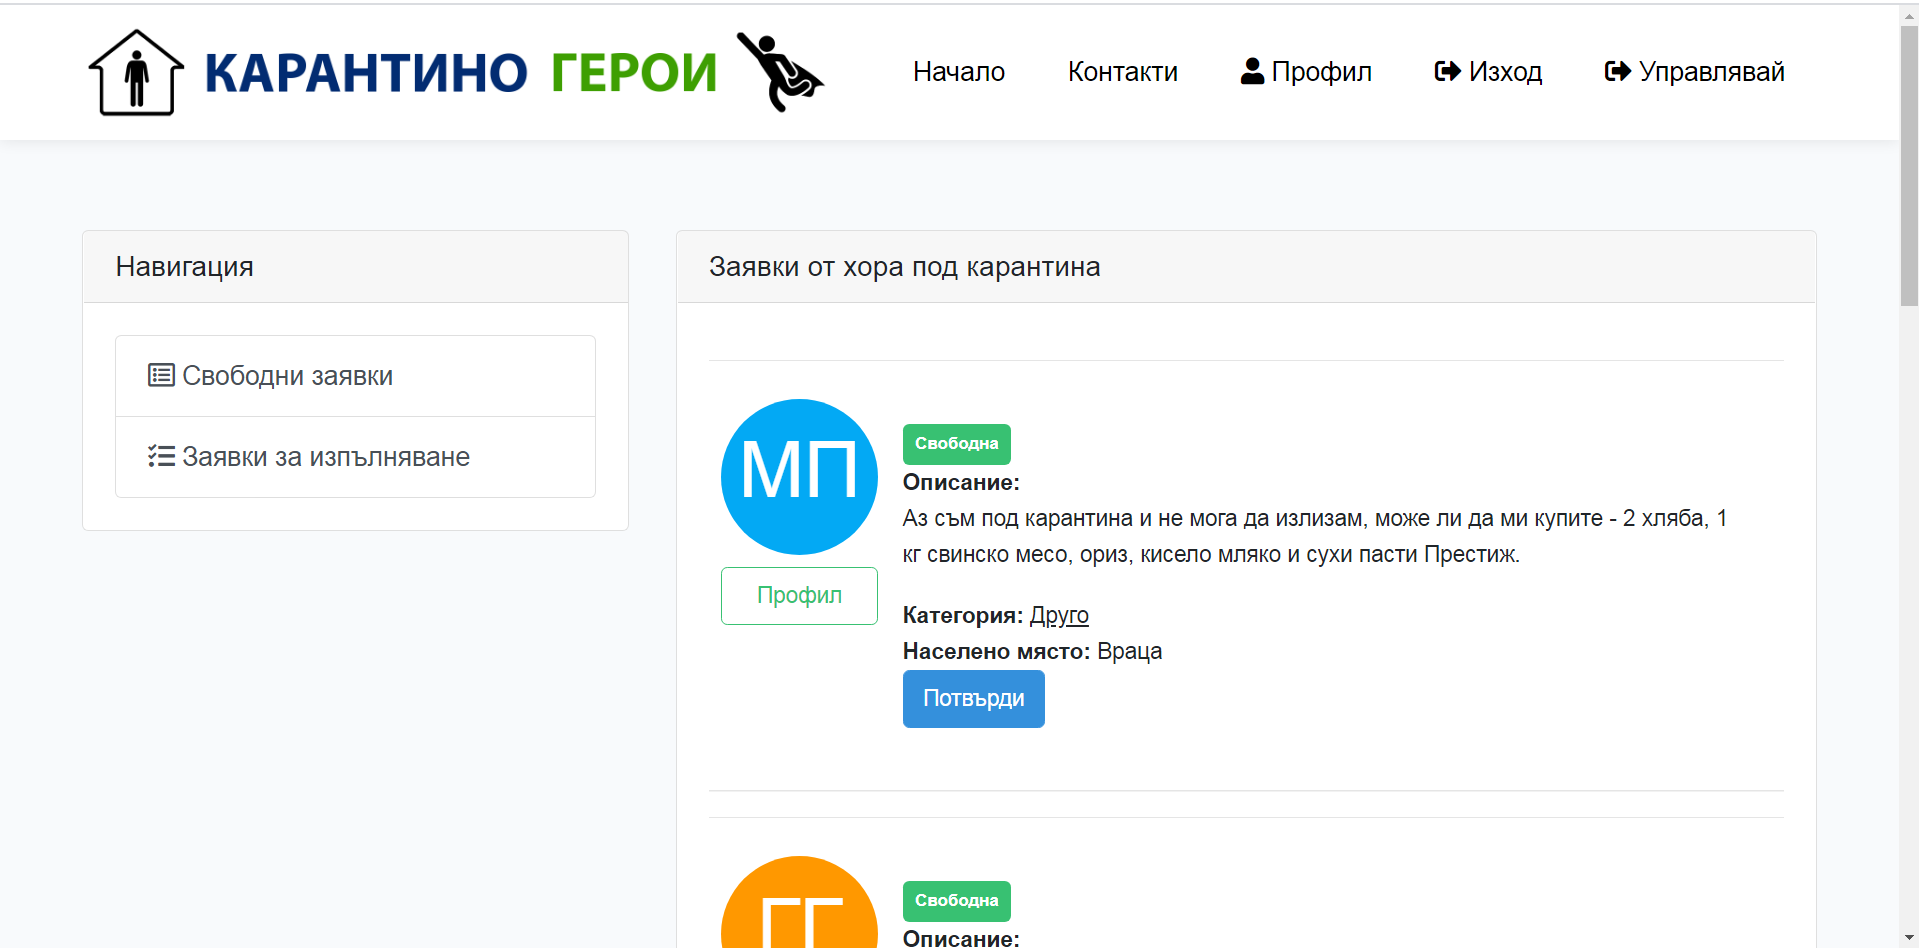 КАРАНТИНО ГЕРОИ
Начало
Контакти
Профил
Изход
Управлявай
Навигация
Свободни заявки
Заявки за изпълняване
Заявки от хора под карантина
МП
Профил
Свободна
Описание:
Аз съм под карантина и не мога да излизам, може ли да ми купите - 2 хляба, 1
кг свинско месо, ориз, кисело мляко и сухи пасти Престиж.
Категория: Друго
Населено място: Враца
Потвърди
ГГ
Свободна
Описание: